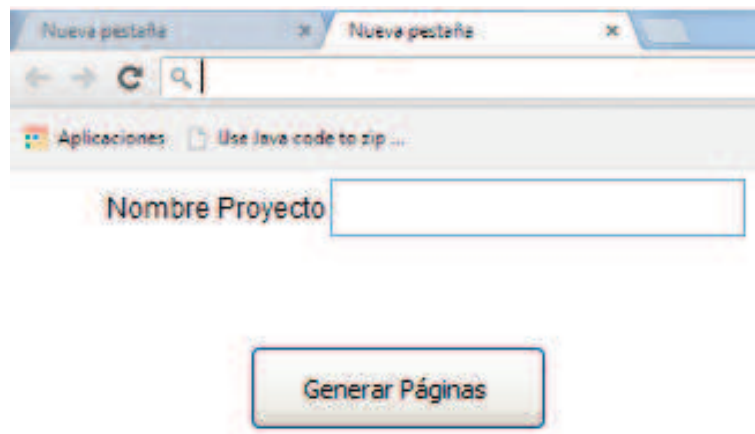 Nueva pestaña Nueva pestaña
Aplicaciones Use Java code to zip ...
Nombre Proyecto
Generar Páginas